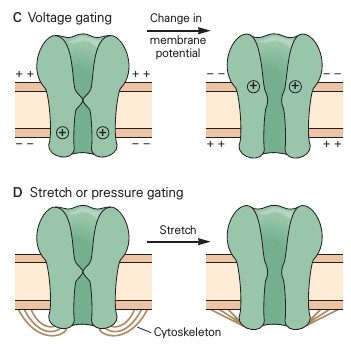 C Voltage gating
Change in
membrane
potential
+ + + +
– – – –
+ +
– – – –
+ + + +
D Stretch or pressure gating
Stretch
Cytoskeleton